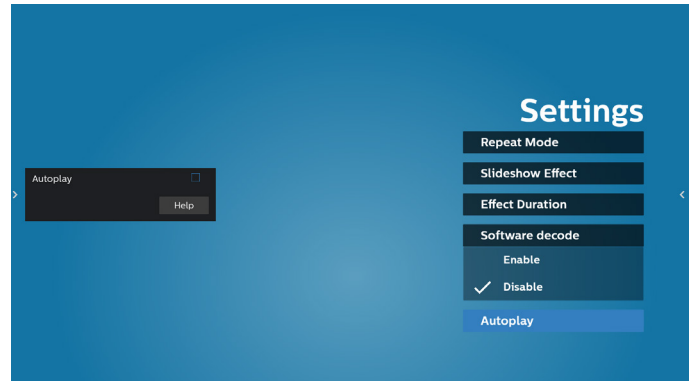 Settings
Repeat Mode
Slideshow Effect
Effect Duration
Software decode
Enable
Disable
Autoplay
Autoplay
Help